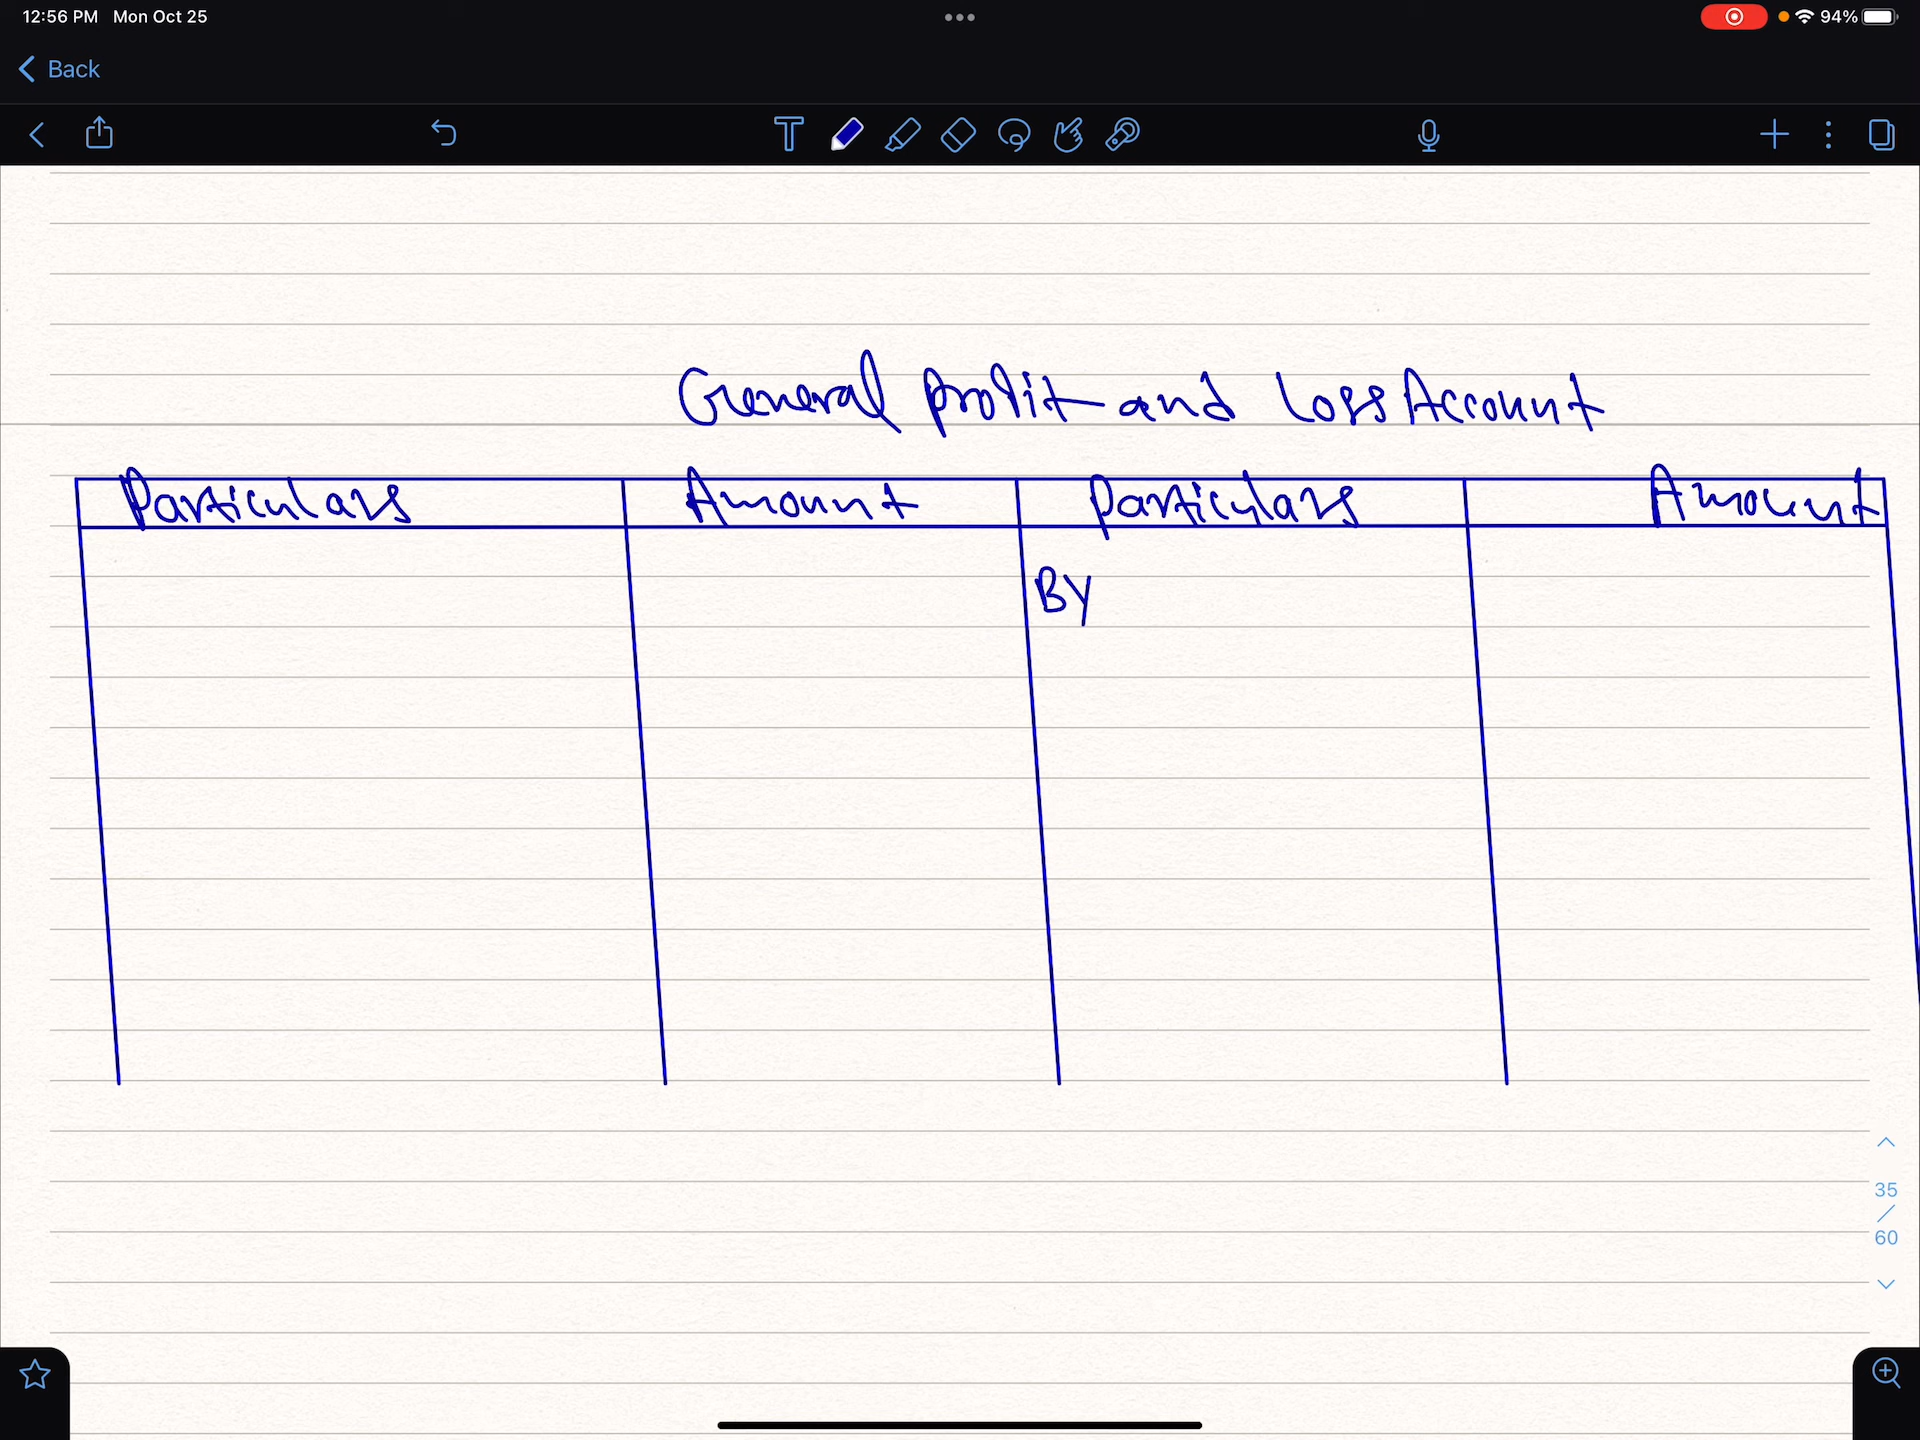 12:56 PM Mon Oct 25
94%
Back
General Profit and Loss Account
Particulars Amount Particulars Amount
By
35
/
60